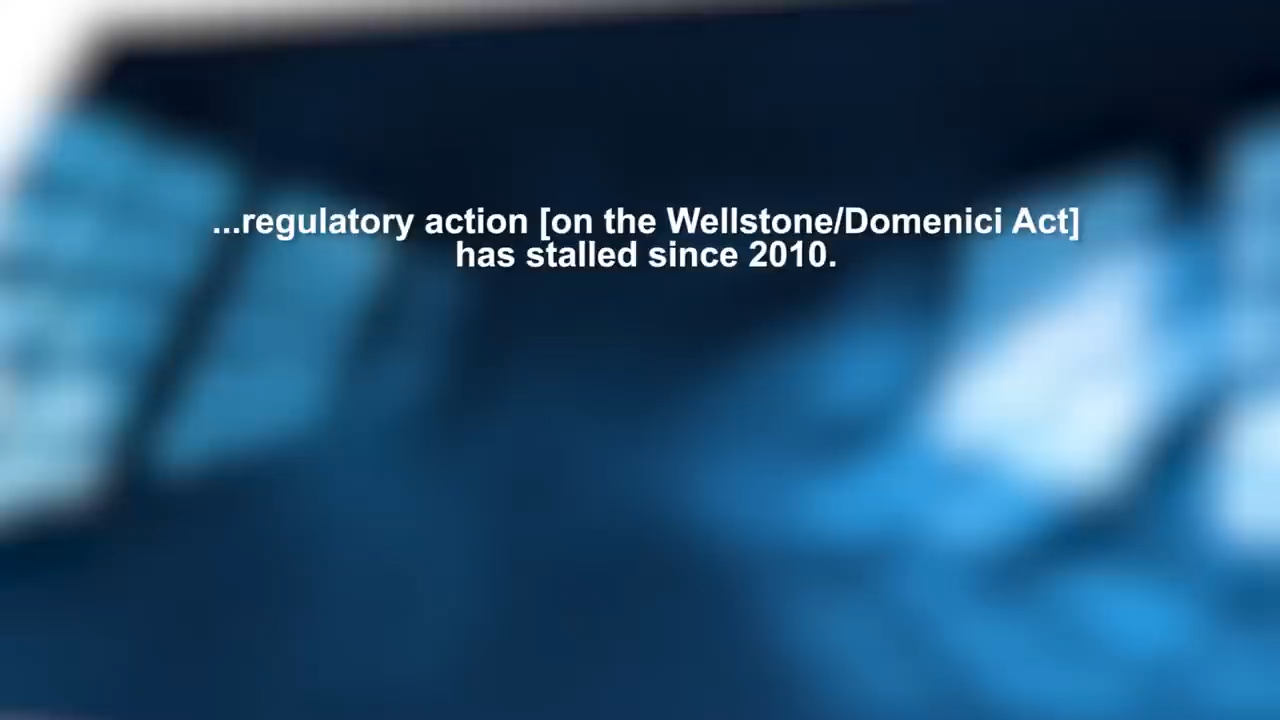 ...regulatory action [on the Wellstone/Domenici Act]
has stalled since 2010.